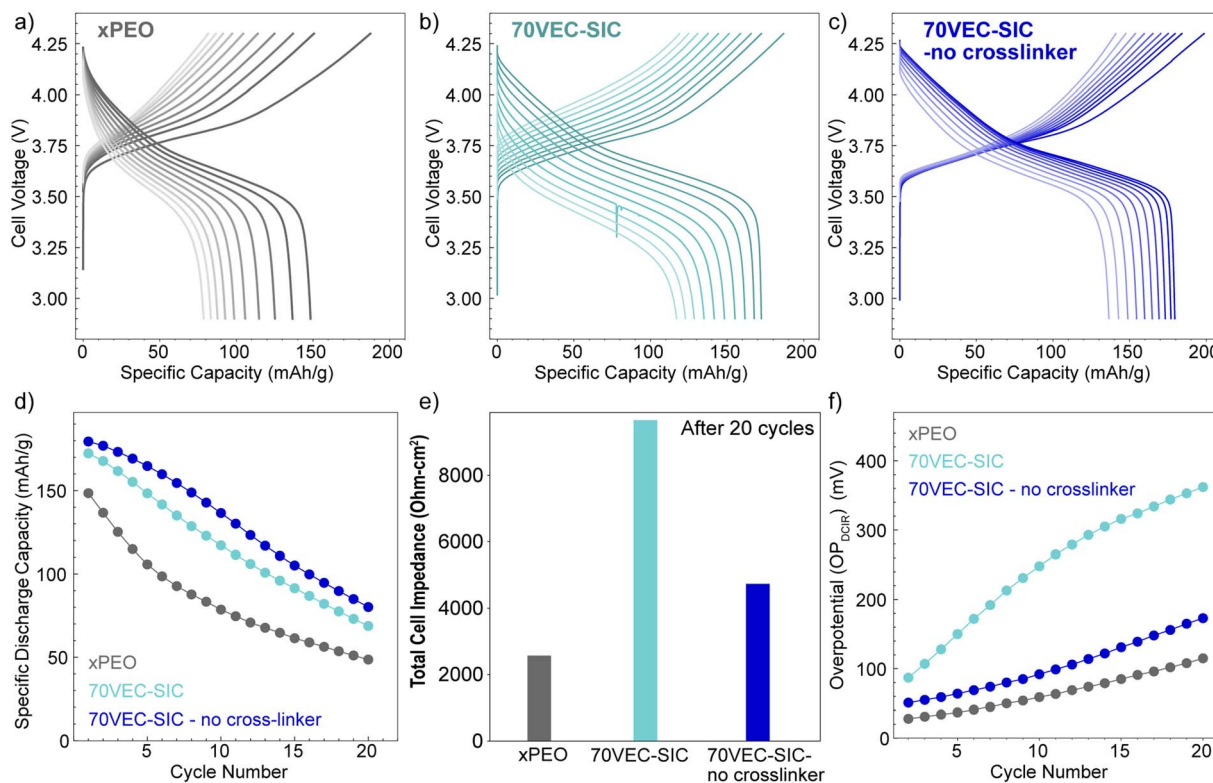 a)
xPEO
4.25
4.00
3.75
3.50
3.25
3.00
Cell Voltage (V)
0 50 100 150 200
Specific Capacity (mAh/g)
b)
70VEC-SIC
4.25
4.00
3.75
3.50
3.25
3.00
Cell Voltage (V)
0 50 100 150 200
Specific Capacity (mAh/g)
c)
70VEC-SIC
-no crosslinker
4.25
4.00
3.75
3.50
3.25
3.00
Cell Voltage (V)
0 50 100 150 200
Specific Capacity (mAh/g)
d)
Specific Discharge Capacity (mAh/g)
150
100
50
0
xPEO
70VEC-SIC
70VEC-SIC - no cross-linker
5 10 15 20
Cycle Number
e)
After 20 cycles
Total Cell Impedance (Ohm-cm²)
8000
6000
4000
2000
0
xPEO
70VEC-SIC
70VEC-SIC-
no crosslinker
f)
xPEO
70VEC-SIC
70VEC-SIC - no crosslinker
Overpotential (OP_DCIR) (mV)
400
300
200
100
0
5 10 15 20
Cycle Number